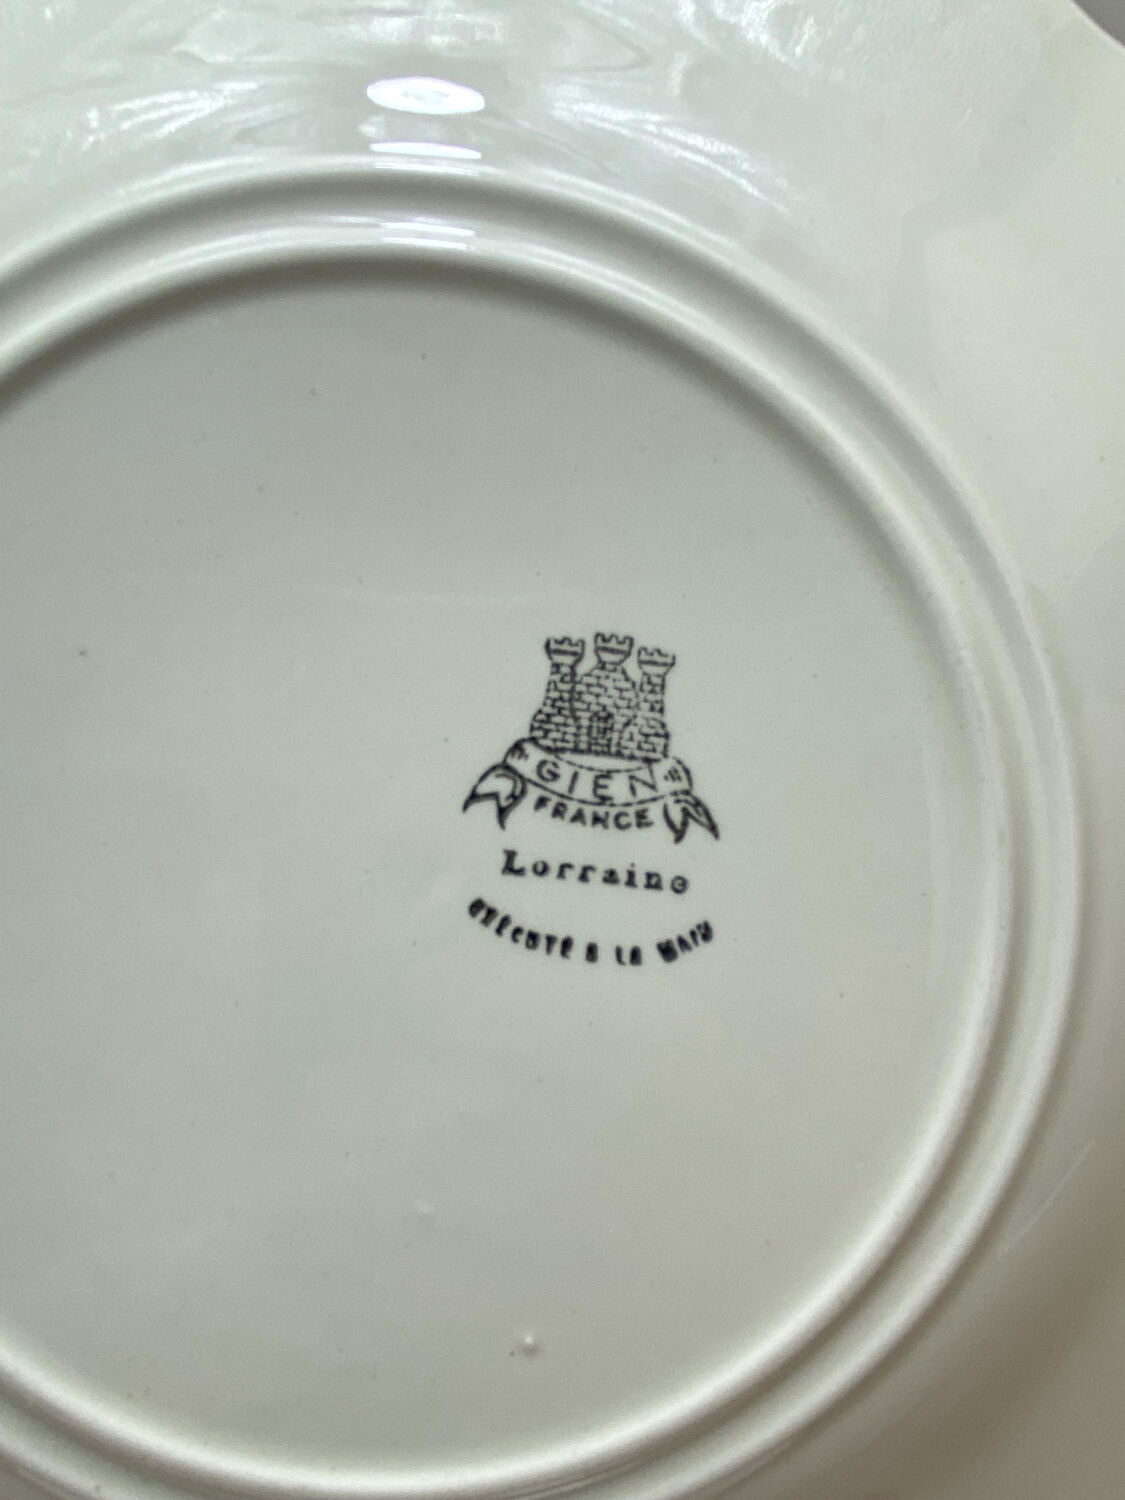 GIEN
FRANCE
Lorraine
EXÉCUTÉ A LA MAIN